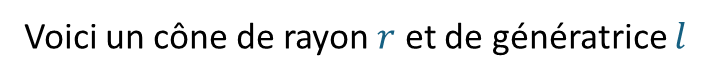 Voici un cône de rayon r et de génératrice l